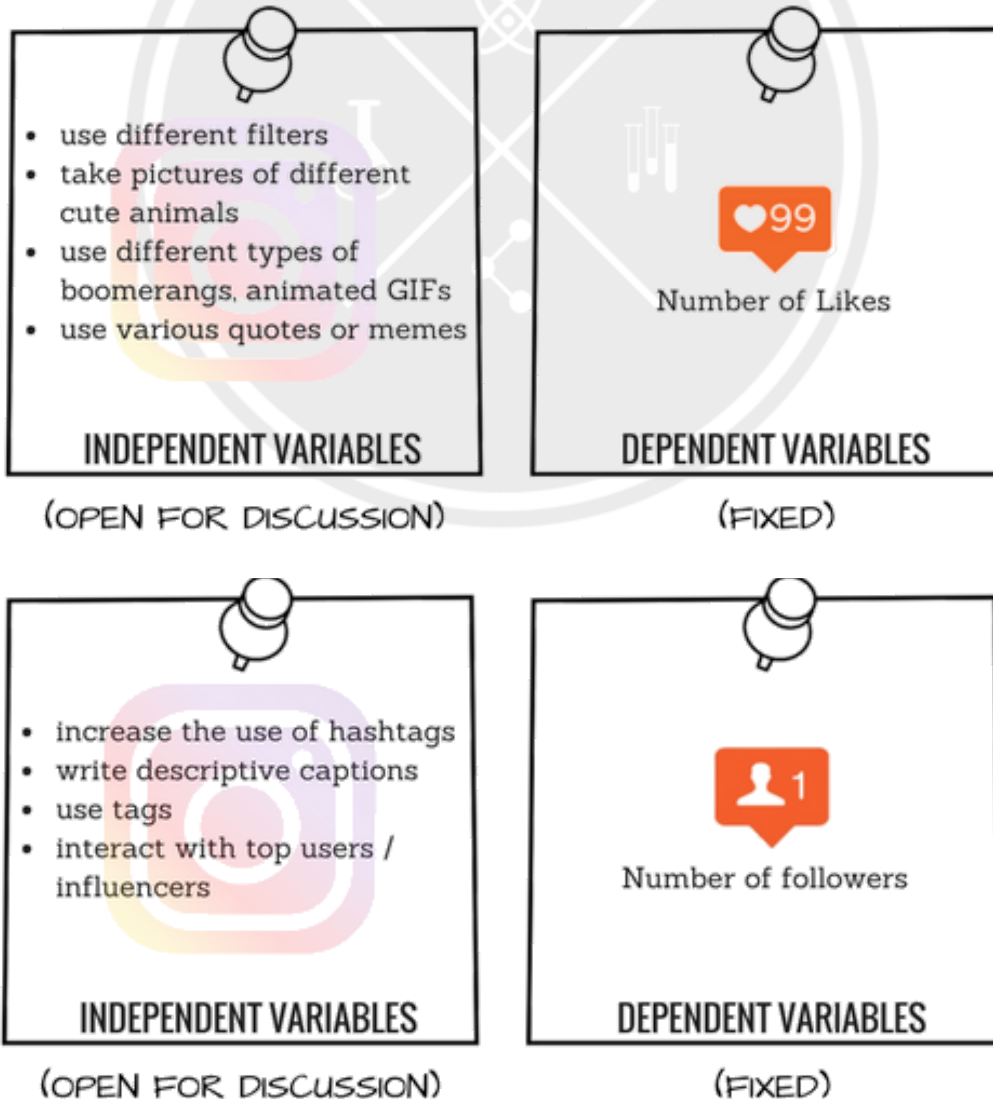 • use different filters
• take pictures of different
cute animals
• use different types of
boomerangs, animated GIFs
• use various quotes or memes
INDEPENDENT VARIABLES
(OPEN FOR DISCUSSION)
99
Number of Likes
DEPENDENT VARIABLES
(FIXED)
• increase the use of hashtags
• write descriptive captions
• use tags
• interact with top users /
influencers
INDEPENDENT VARIABLES
(OPEN FOR DISCUSSION)
1
Number of followers
DEPENDENT VARIABLES
(FIXED)